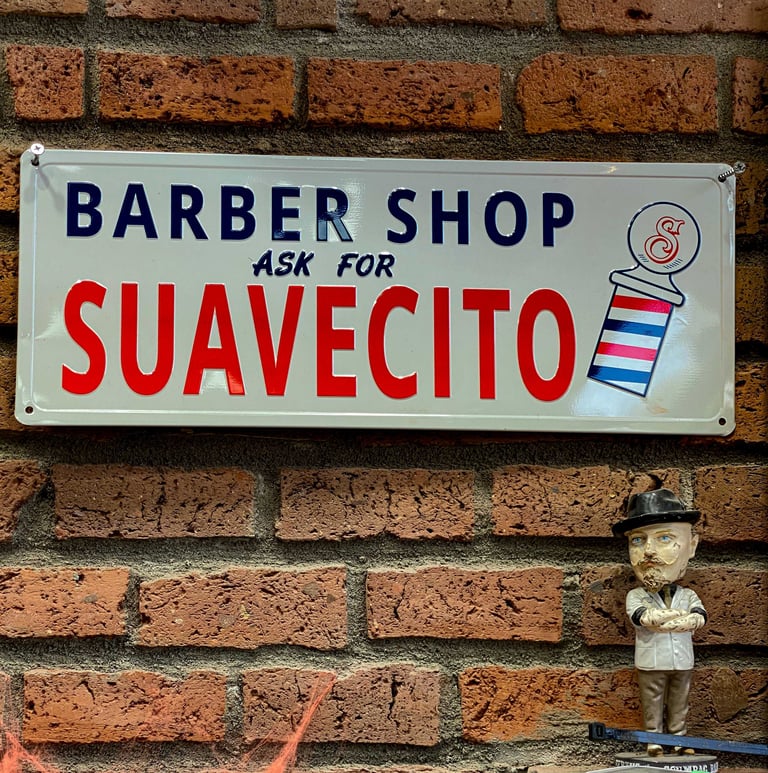 BARBER SHOP
ASK FOR
SUAVECITO
S